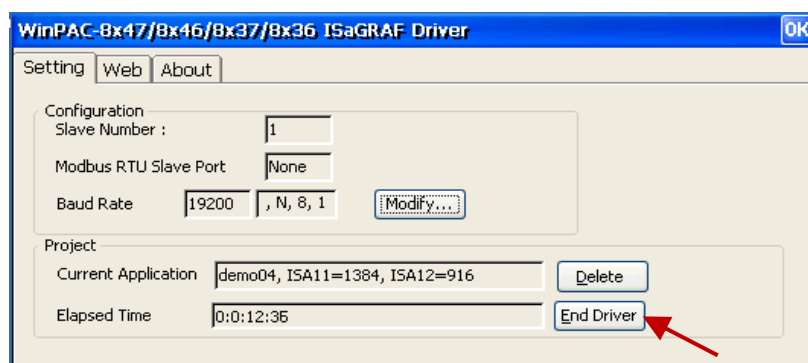 WinPAC-8x47/8x46/8x37/8x36 ISaGRAF Driver OK
Setting Web About
Configuration
Slave Number : 1
Modbus RTU Slave Port None
Baud Rate 19200 , N, 8, 1 Modify...
Project
Current Application demo04, ISA11=1384, ISA12=916 Delete
Elapsed Time 0:0:12:36 End Driver